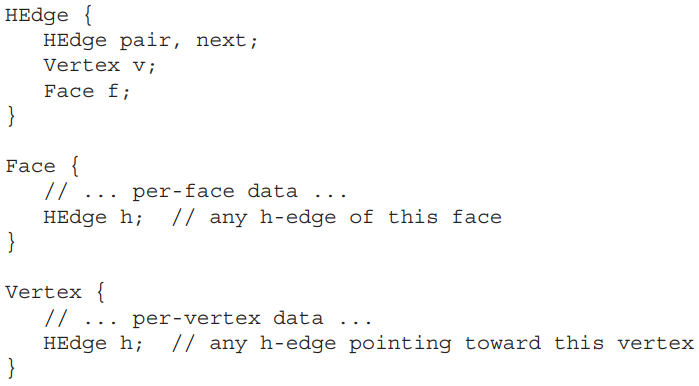 HEdge {
   HEdge pair, next;
   Vertex v;
   Face f;
}

Face {
   // ... per-face data ...
   HEdge h;  // any h-edge of this face
}

Vertex {
   // ... per-vertex data ...
   HEdge h;  // any h-edge pointing toward this vertex
}